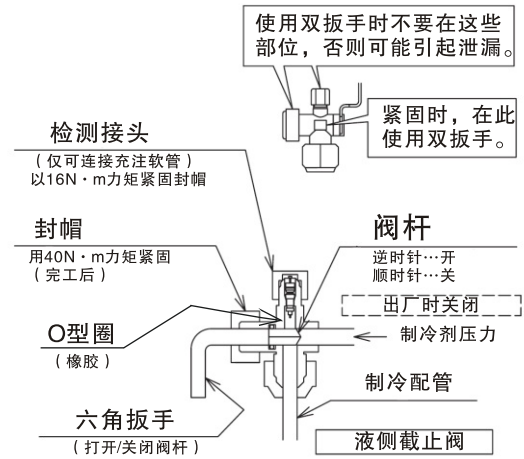 使用双扳手时不要在这些
部位，否则可能引起泄漏。
紧固时，在此
使用双扳手。
检测接头
（仅可连接充注软管）
以16N·m力矩紧固封帽
封帽
用40N·m力矩紧固
（完工后）
阀杆
逆时针…开
顺时针…关
出厂时关闭
O型圈
（橡胶）
制冷剂压力
制冷配管
六角扳手
（打开/关闭阀杆）
液侧截止阀